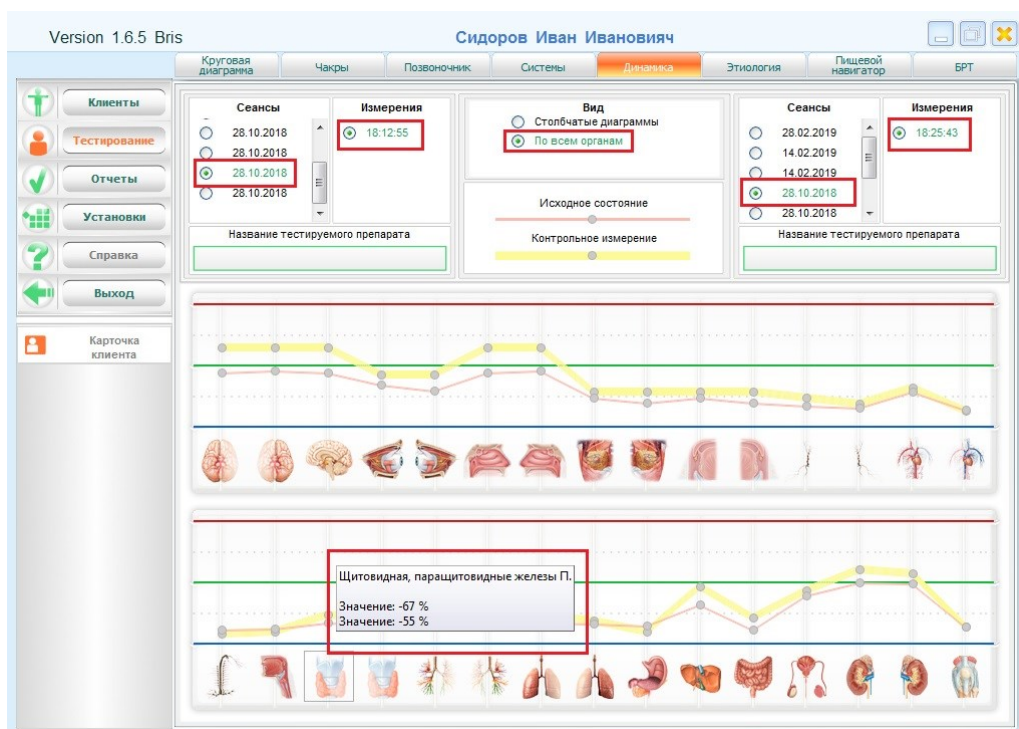 Version 1.6.5 Bris
Сидоров Иван Ивановияч
Круговая
диаграмма
Чакры
Позвоночник
Системы
Динамика
Этиология
Пищевой
навигатор
БРТ
Клиенты
Тестирование
Отчеты
Установки
Справка
Выход
Карточка
клиента
Сеансы
Измерения
28.10.2018
28.10.2018
28.10.2018
28.10.2018
18:12:55
Название тестируемого препарата
Вид
Столбчатые диаграммы
По всем органам
Исходное состояние
Контрольное измерение
Сеансы
Измерения
28.02.2019
14.02.2019
14.02.2019
28.10.2018
28.10.2018
18:25:43
Название тестируемого препарата
Щитовидная, паращитовидные железы П.
Значение: -67 %
Значение: -55 %